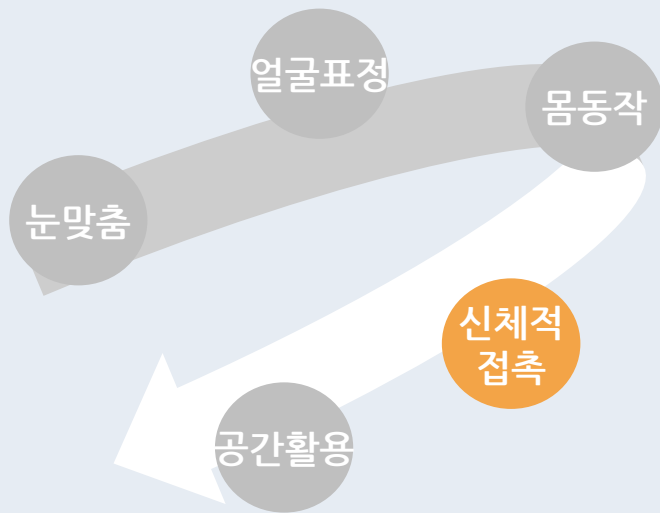 눈맞춤
얼굴표정
몸동작
신체적
접촉
공간활용